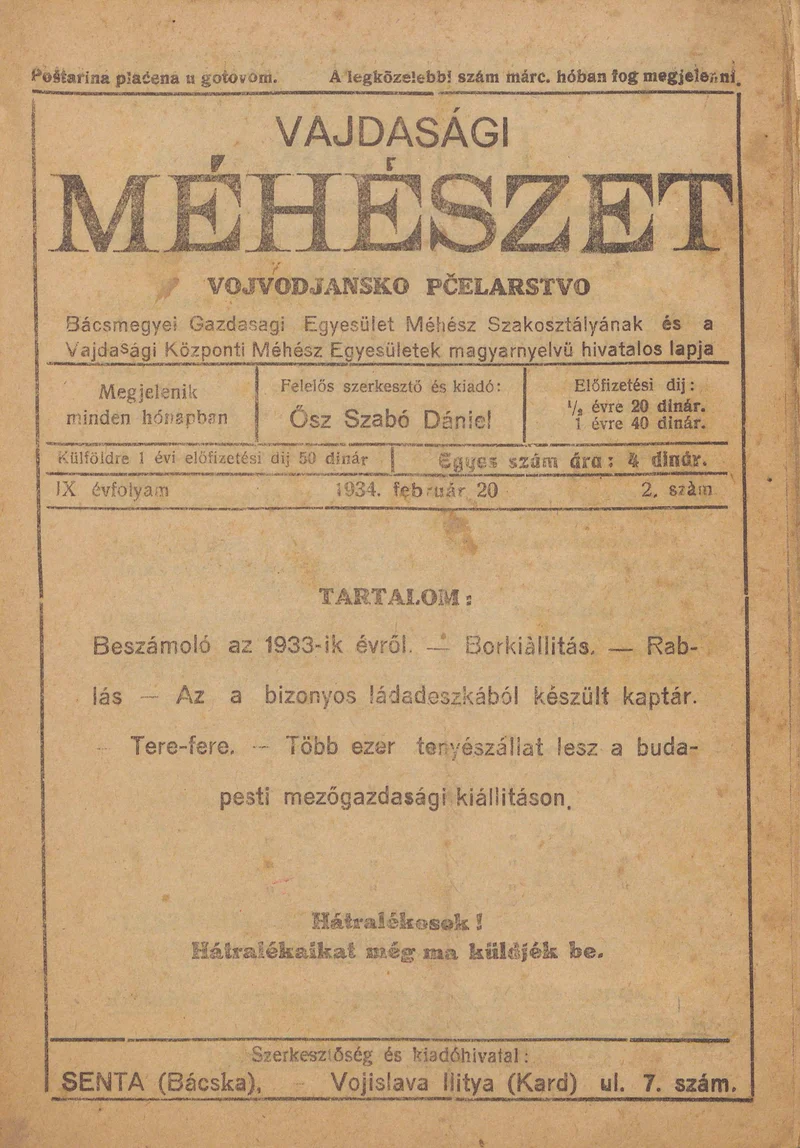 Poštarina plaćena u gotovom. A legközelebbi szám márc. hóban fog megjelenni.
VAJDASÁGI
MÉHÉSZET
VOJVODJANSKO PČELARSTVO
Bácsmegyei Gazdasagi Egyesület Méhész Szakosztályának és a
Vajdasági Központi Méhész Egyesületek magyarnyelvü hivatalos lapja
Megjelenik
minden hónapban
Felelős szerkesztő és kiadó:
Ősz Szabó Dániel
Előfizetési dij:
½ évre 20 dinár.
1 évre 40 dinár.
Külföldre 1 évi előfizetési dij 50 dinár
Egyes szám ára: 4 dinár.
IX évfolyam 1934. február 20 2. szàm
TARTALOM:
Beszámoló az 1933-ik évről. — Borkiàllitás. — Rab-
lás — Az a bizonyos ládadeszkából készült kaptár.
– Tere-fere. — Több ezer tenyészállat lesz a buda-
pesti mezőgazdasági kiállitáson.
Hátralékosok!
Hátralékaikat még ma küldjék be.
Szerkesztőség és kiadóhivatal:
SENTA (Bácska), – Vojislava Ilitya (Kard) ul. 7. szám.